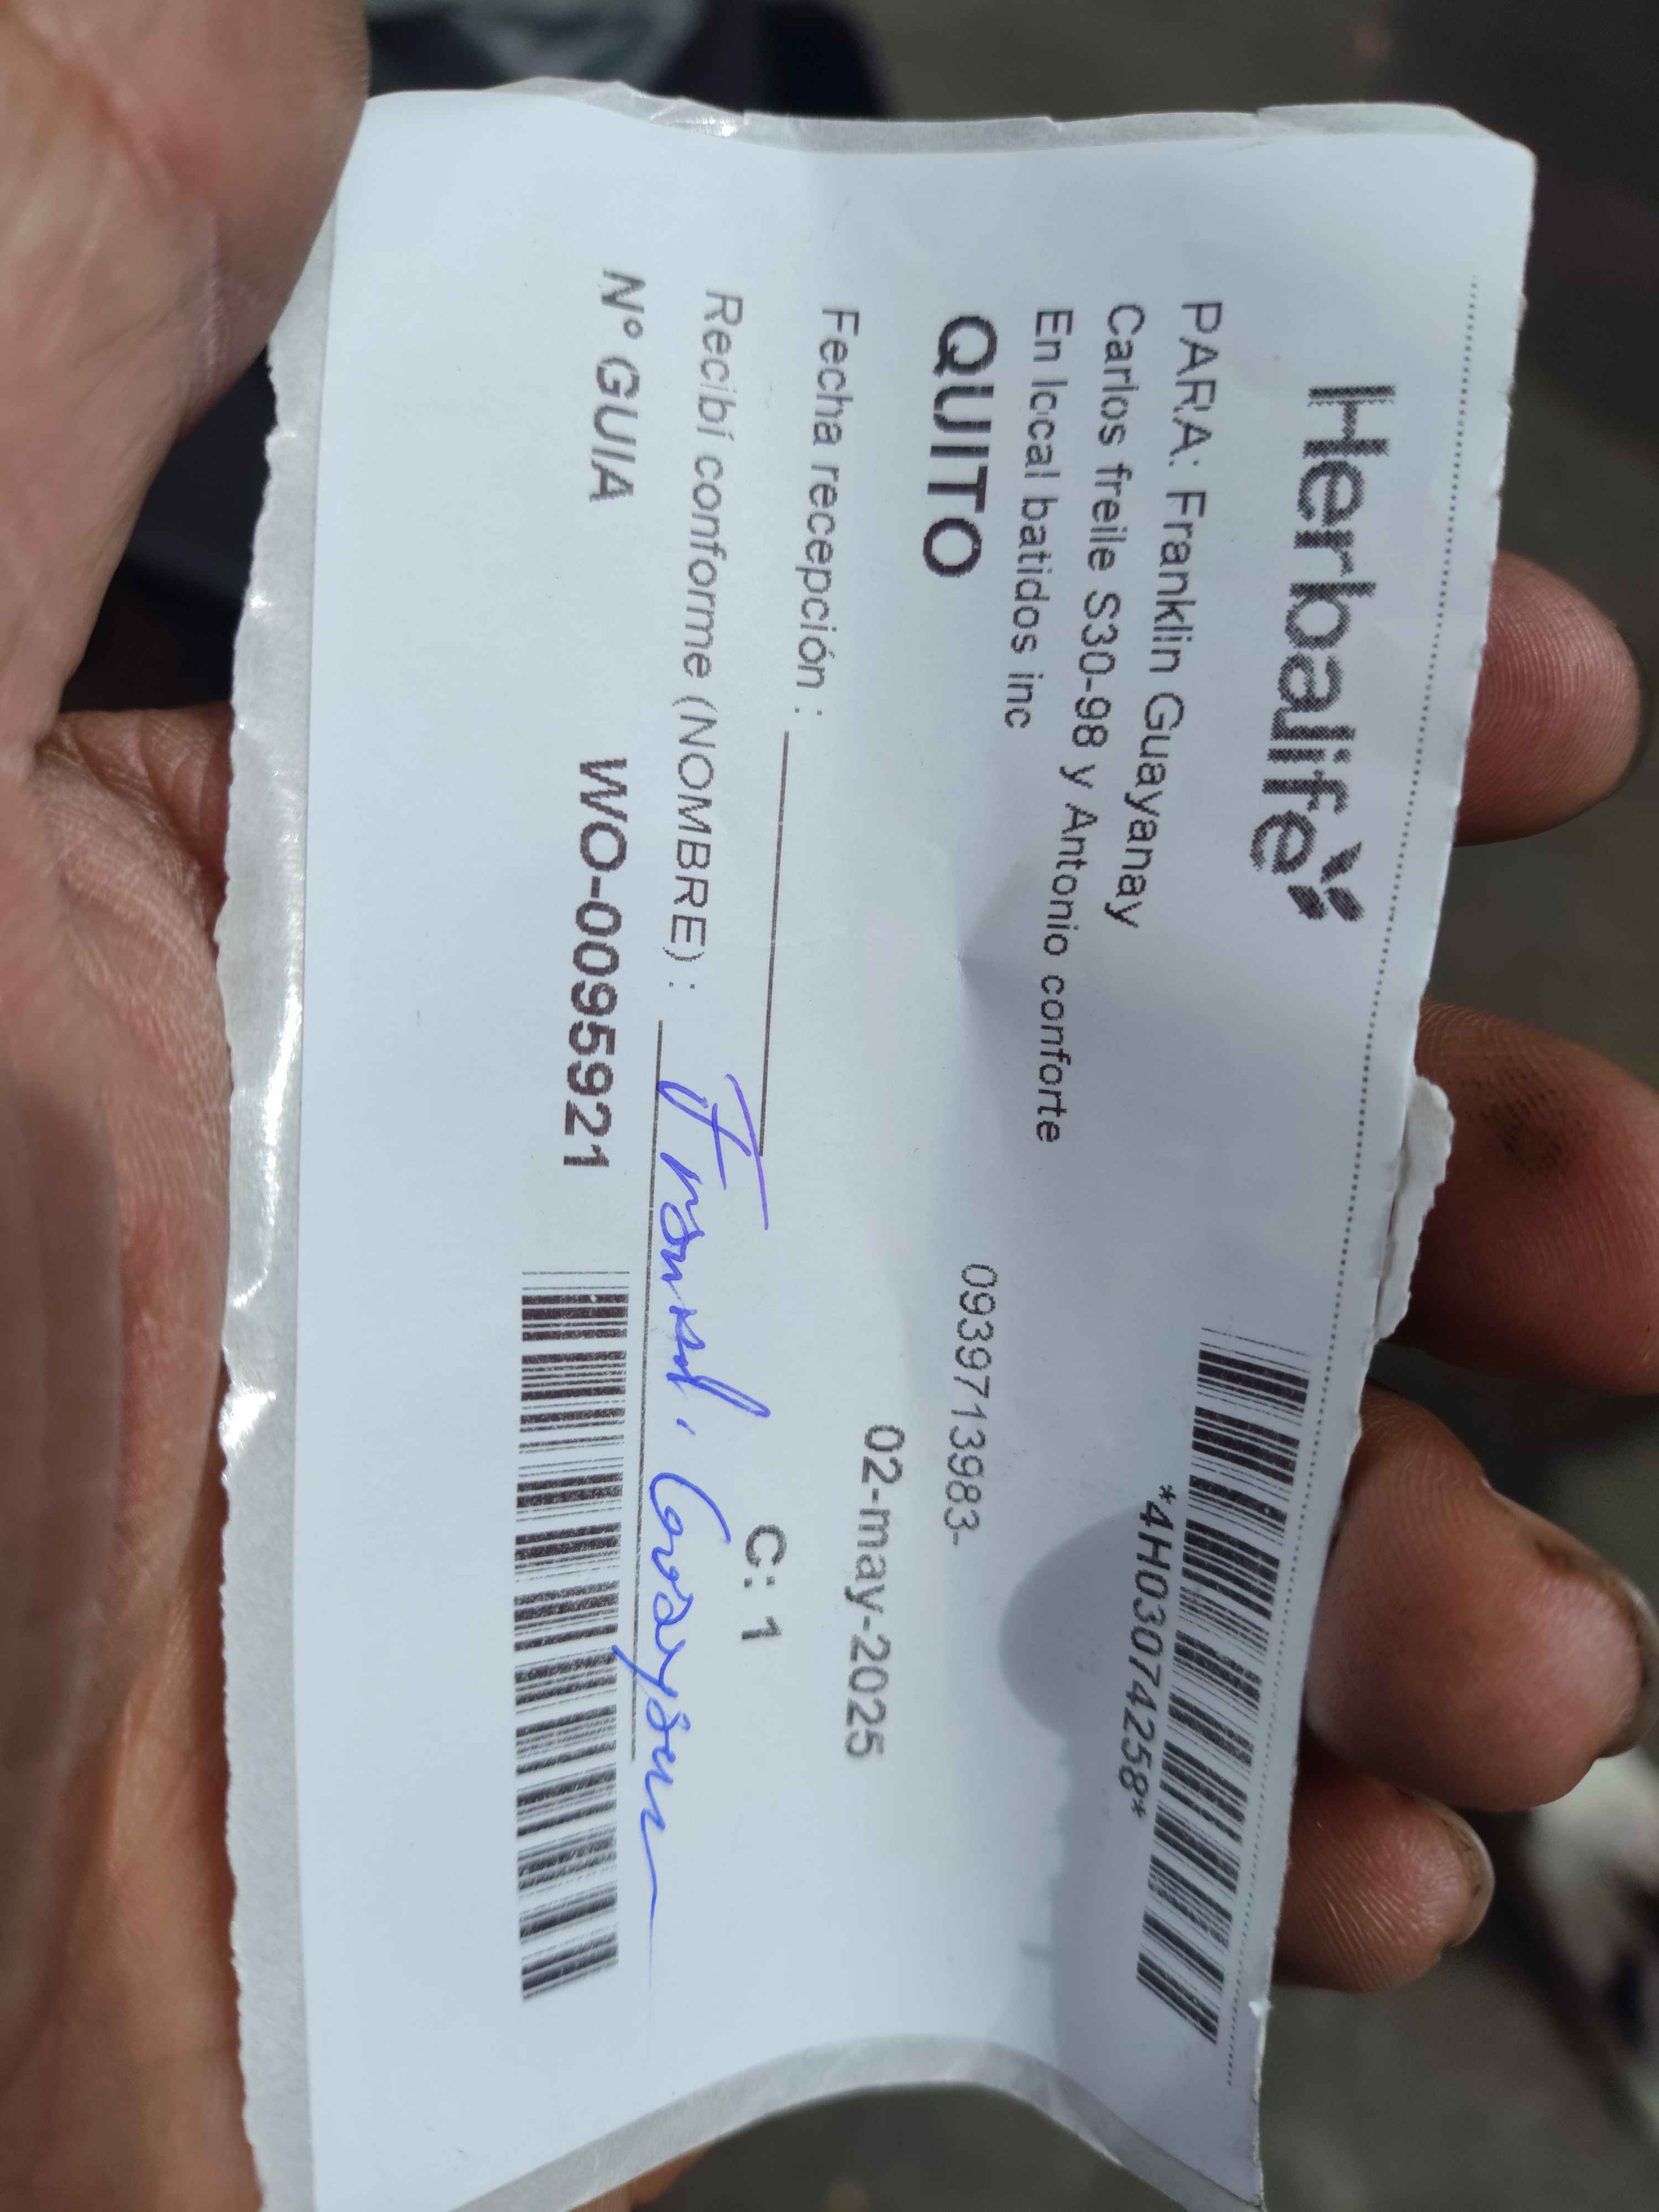 Herbalife
*4H03074258*
PARA: Franklin Guayanay
Carlos freile S30-98 y Antonio conforte
En local batidos inc
0939713983-
QUITO
02-may-2025
Fecha recepción :
C: 1
Recibí conforme (NOMBRE) :
Nº GUIA WO-0095921